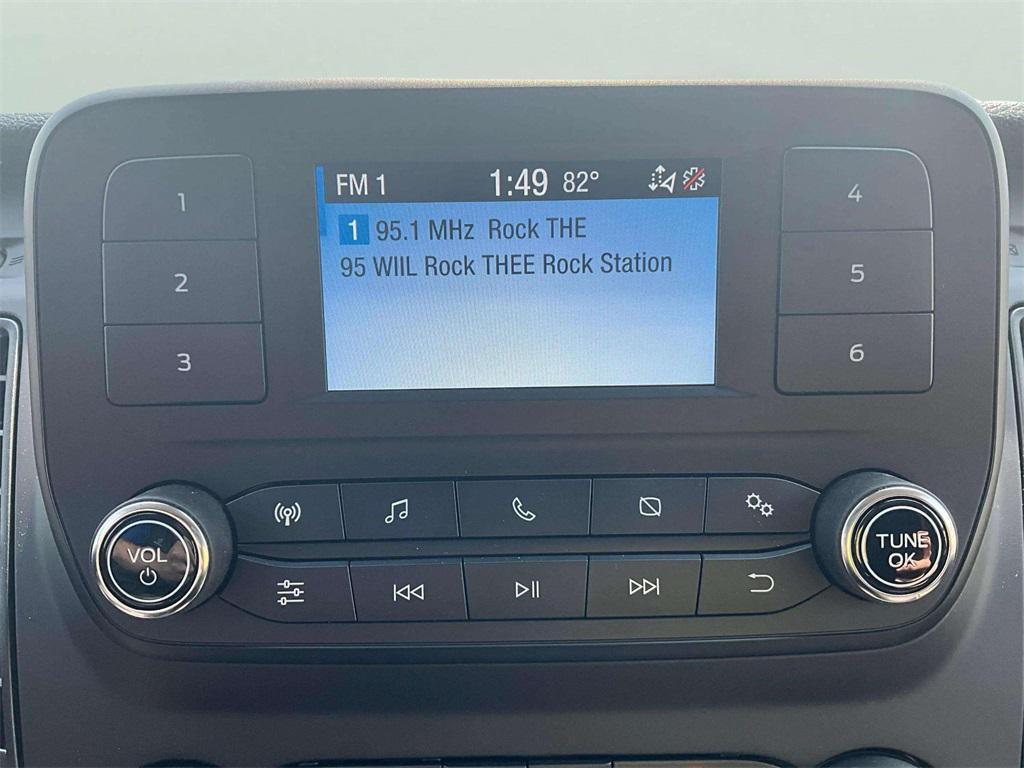 FM 1 1:49 82°
1 95.1 MHz Rock THE
95 WIIL Rock THEE Rock Station
1
2
3
4
5
6
VOL
TUNE
OK